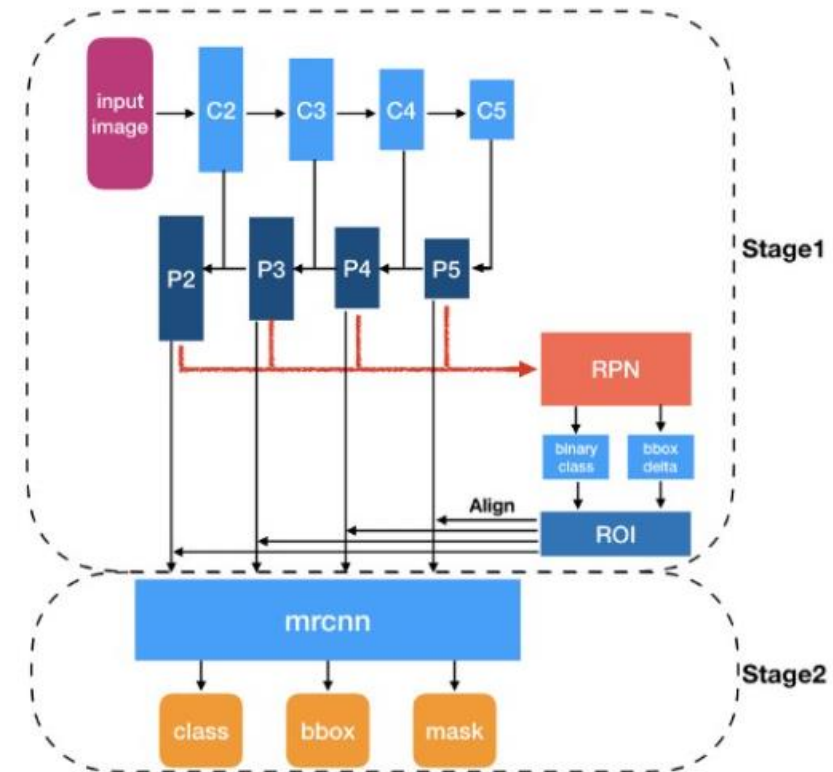 input
image
C2
C3
C4
C5
P2
P3
P4
P5
Stage1
RPN
binary
class
bbox
delta
Align
ROI
mrcnn
Stage2
class
bbox
mask